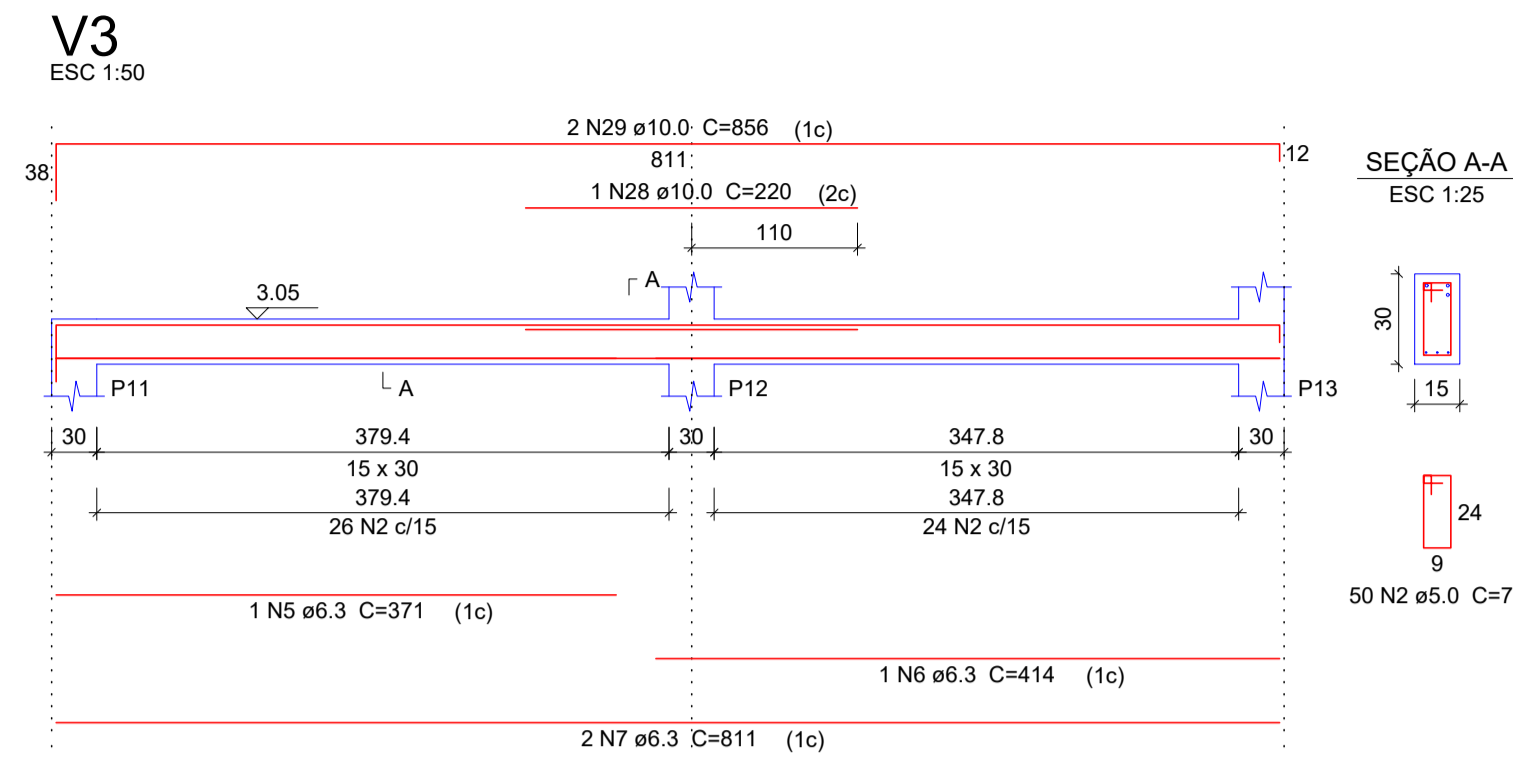 V3
ESC 1:50
2 N29 ø10.0 C=856 (1c)
38
811
12
1 N28 ø10.0 C=220 (2c)
110
SEÇÃO A-A
ESC 1:25
A
3.05
30
15
P11
A
P12
P13
30
379.4
30
347.8
30
15 x 30
15 x 30
379.4
347.8
26 N2 c/15
24 N2 c/15
24
9
50 N2 ø5.0 C=7
1 N5 ø6.3 C=371 (1c)
1 N6 ø6.3 C=414 (1c)
2 N7 ø6.3 C=811 (1c)